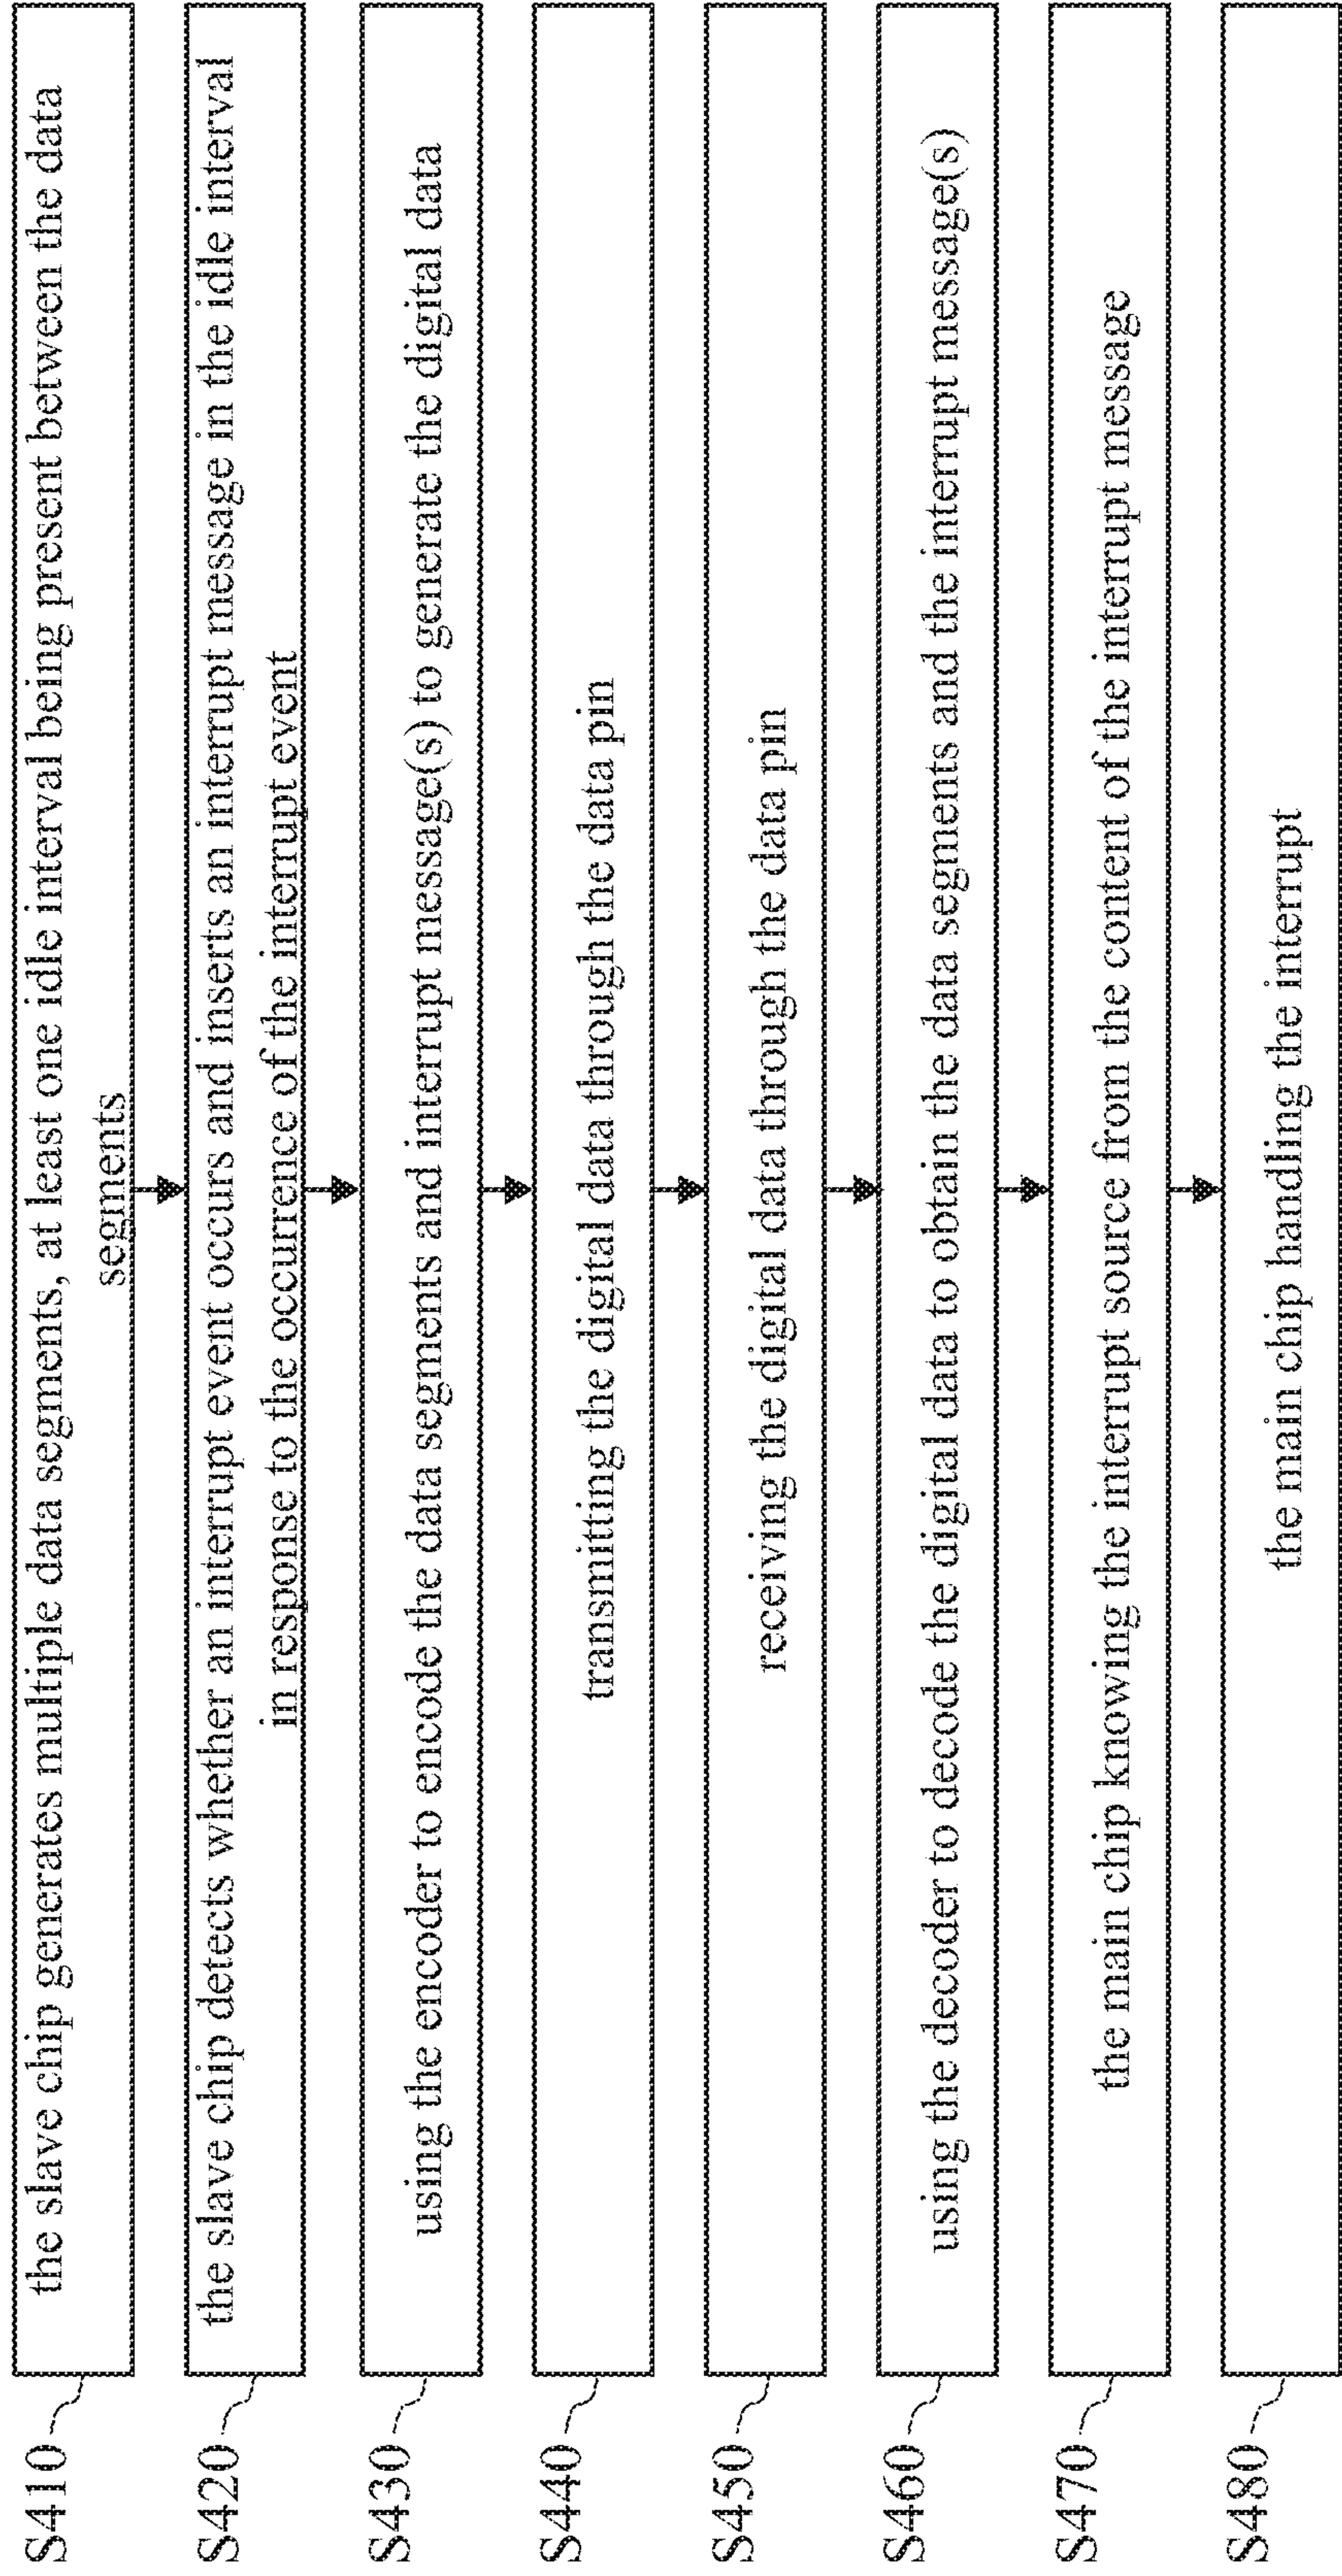 S410
the slave chip generates multiple data segments, at least one idle interval being present between the data
segments
S420
the slave chip detects whether an interrupt event occurs and inserts an interrupt message in the idle interval
in response to the occurrence of the interrupt event
S430
using the encoder to encode the data segments and interrupt message(s) to generate the digital data
S440
transmitting the digital data through the data pin
S450
receiving the digital data through the data pin
S460
using the decoder to decode the digital data to obtain the data segments and the interrupt message(s)
S470
the main chip knowing the interrupt source from the content of the interrupt message
S480
the main chip handling the interrupt